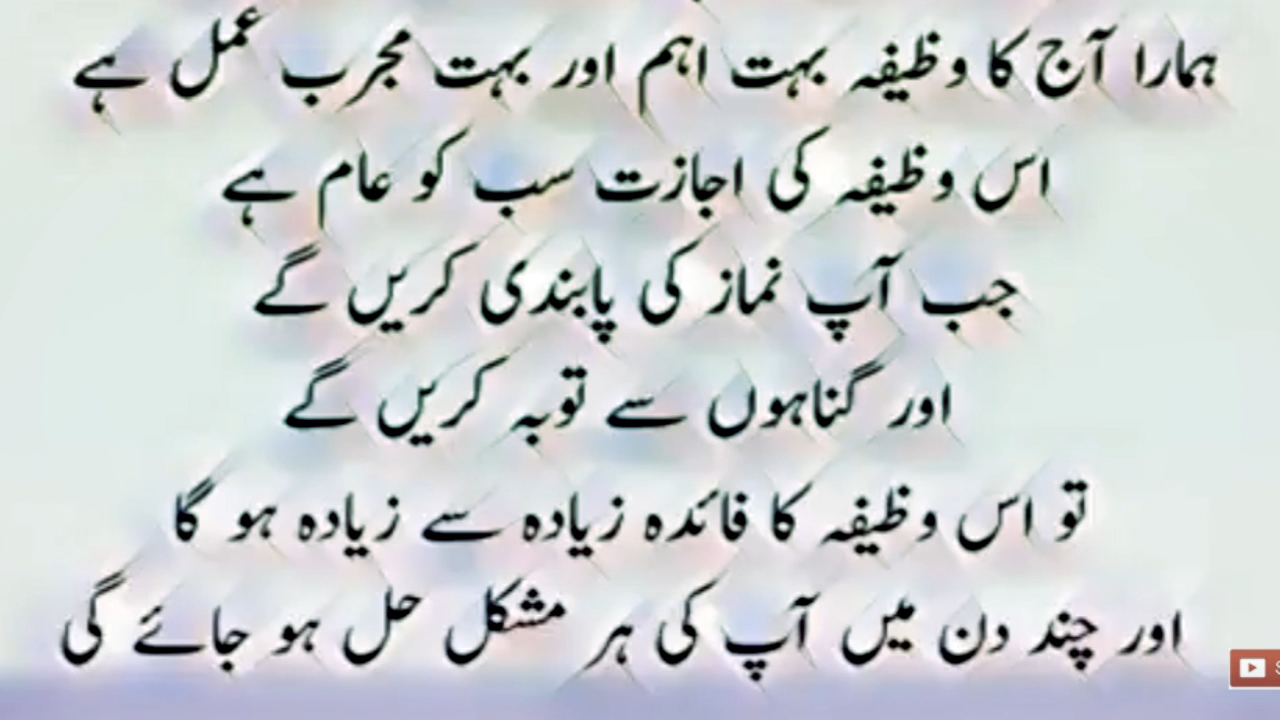 ہمارا آج کا وظیفہ بہت اہم اور بہت مجرب عمل ہے
اس وظیفہ کی اجازت سب کو عام ہے
جب آپ نماز کی پابندی کریں گے
اور گناہوں سے توبہ کریں گے
تو اس وظیفہ کا فائدہ زیادہ سے زیادہ ہو گا
اور چند دن میں آپ کی ہر مشکل حل ہو جائے گی